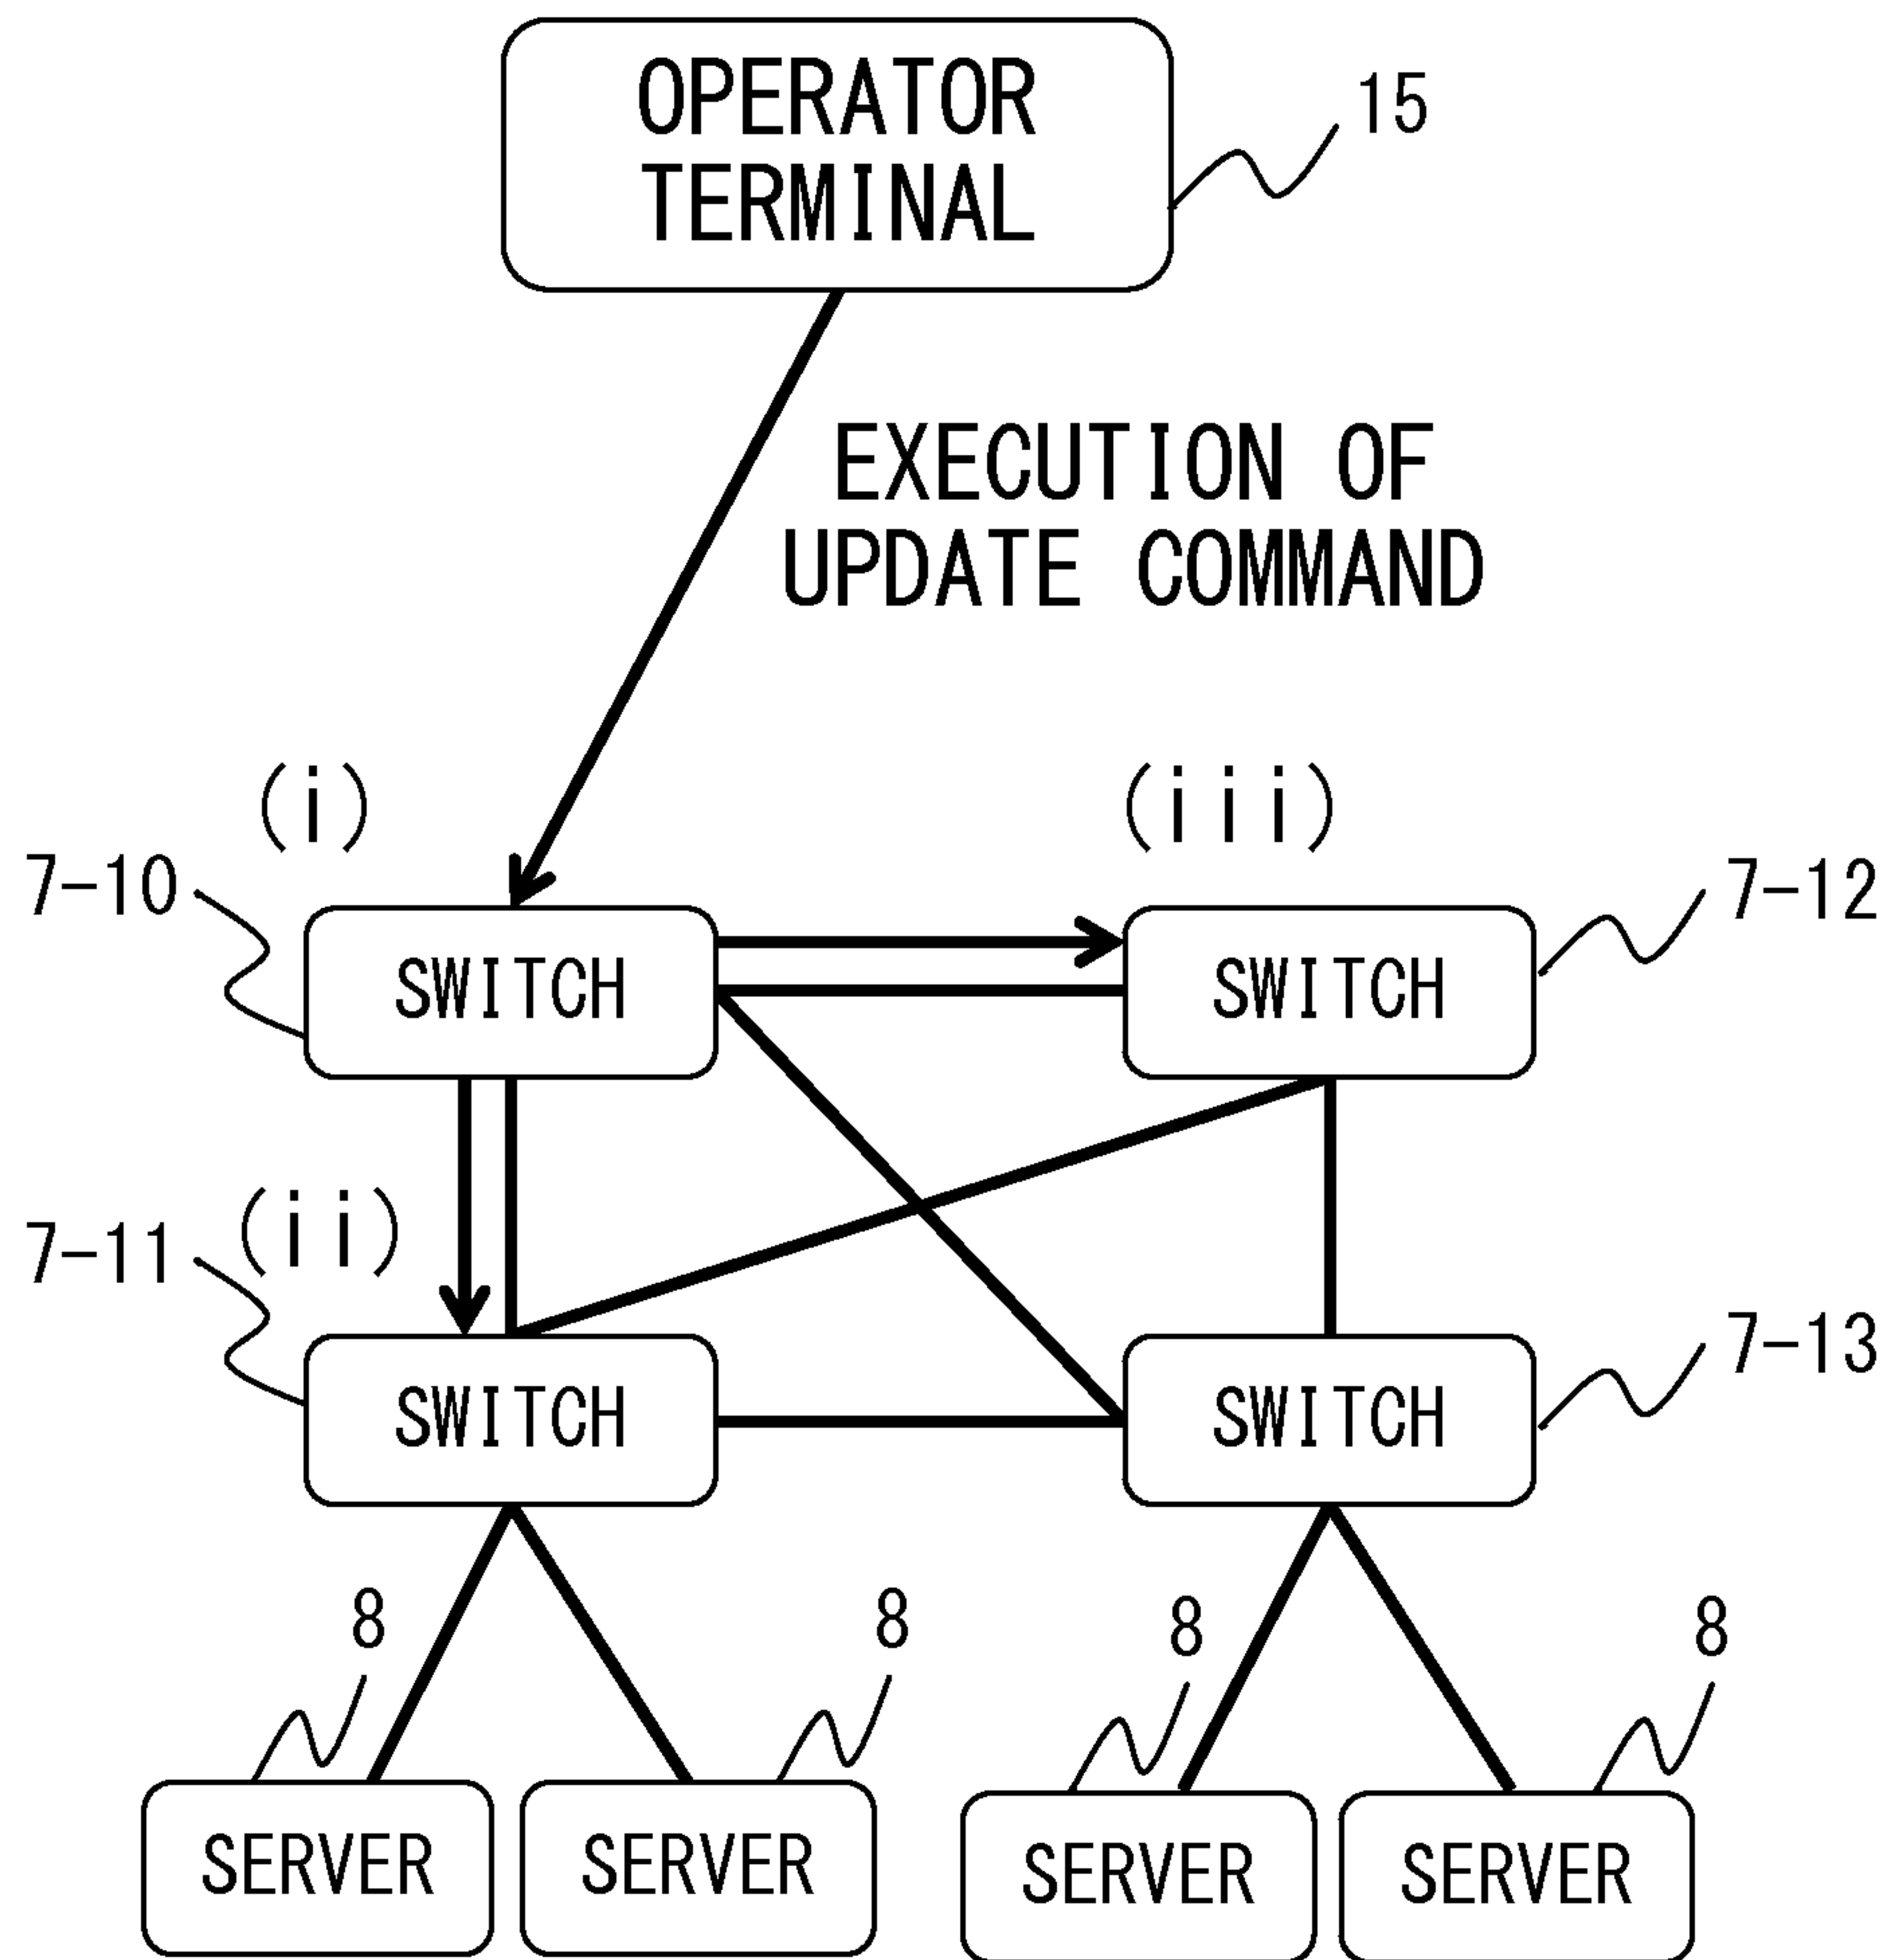 OPERATOR
TERMINAL
15
EXECUTION OF
UPDATE COMMAND
(i)
(iii)
7-10
7-12
SWITCH
SWITCH
(ii)
7-11
7-13
SWITCH
SWITCH
8
8
8
8
SERVER
SERVER
SERVER
SERVER